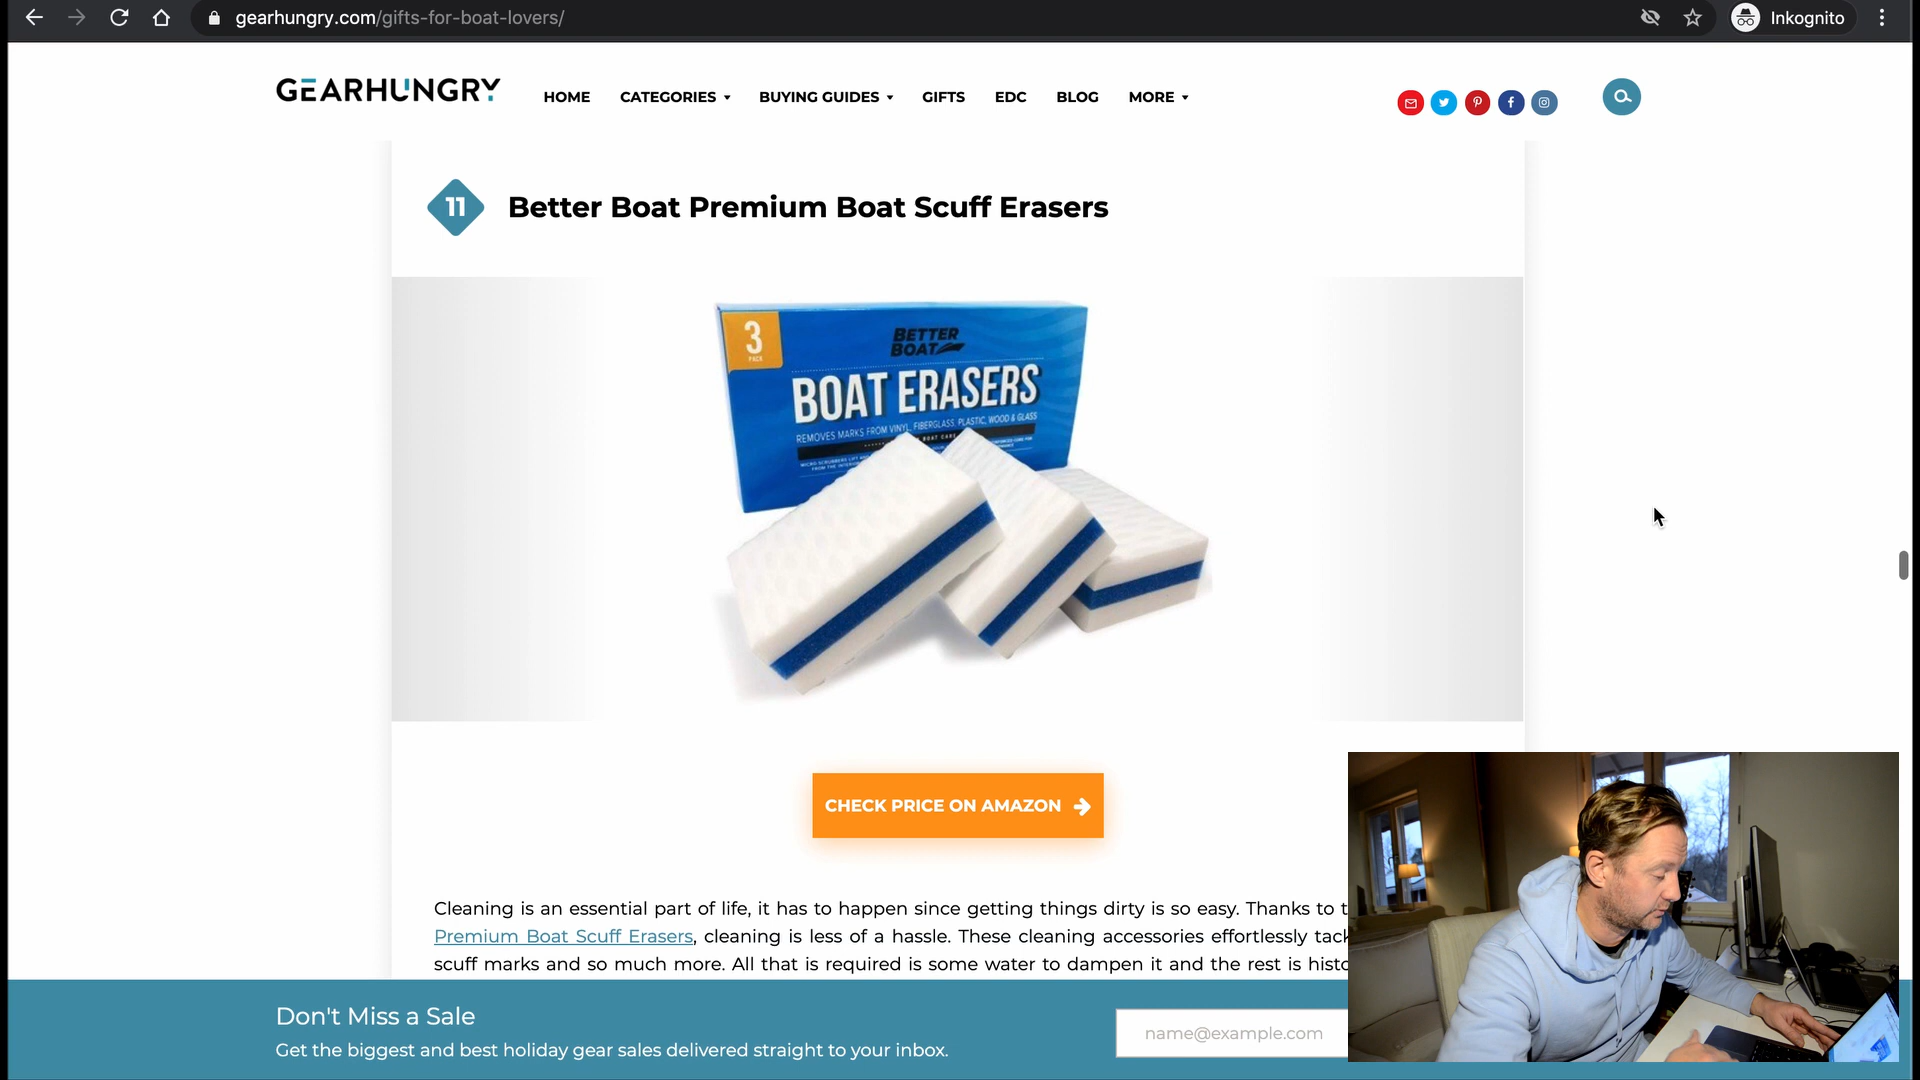 gearhungry.com/gifts-for-boat-lovers/
Inkognito
GEARHUNGRY
HOME CATEGORIES BUYING GUIDES GIFTS EDC BLOG MORE
11 Better Boat Premium Boat Scuff Erasers
3
PACK
BETTER
BOAT
BOAT ERASERS
REMOVES MARKS FROM VINYL, FIBERGLASS, PLASTIC, WOOD & GLASS
BOAT CARE
CHECK PRICE ON AMAZON
Cleaning is an essential part of life, it has to happen since getting things dirty is so easy. Thanks to
Premium Boat Scuff Erasers, cleaning is less of a hassle. These cleaning accessories effortlessly
scuff marks and so much more. All that is required is some water to dampen it and the rest is
Don't Miss a Sale
Get the biggest and best holiday gear sales delivered straight to your inbox.
name@example.com